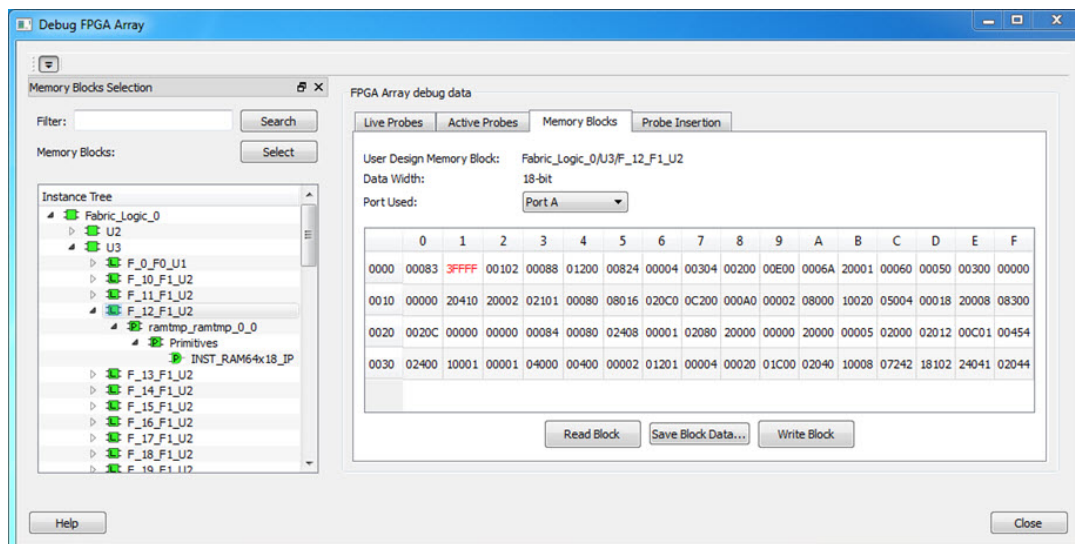 Debug FPGA Array
Memory Blocks Selection
Filter:
Search
Memory Blocks:
Select
Instance Tree
Fabric_Logic_0
U2
U3
F_0_F0_U1
F_10_F1_U2
F_11_F1_U2
F_12_F1_U2
ramtmp_ramtmp_0_0
Primitives
INST_RAM64x18_IP
F_13_F1_U2
F_14_F1_U2
F_15_F1_U2
F_16_F1_U2
F_17_F1_U2
F_18_F1_U2
F_19_F1_U2
FPGA Array debug data
Live Probes Active Probes Memory Blocks Probe Insertion
User Design Memory Block: Fabric_Logic_0/U3/F_12_F1_U2
Data Width: 18-bit
Port Used: Port A
0 1 2 3 4 5 6 7 8 9 A B C D E F
0000 00083 3FFFF 00102 00088 01200 00824 00004 00304 00200 00E00 0006A 20001 00060 00050 00300 00000
0010 00000 20410 20002 02101 00080 08016 020C0 0C200 000A0 00002 08000 10020 05004 00018 20008 08300
0020 0020C 00000 00000 00084 00080 02408 00001 02080 20000 00000 20000 00005 02000 02012 00C01 00454
0030 02400 10001 00001 04000 00400 00002 01201 00004 00020 01C00 02040 10008 07242 18102 24041 02044
Read Block Save Block Data... Write Block
Help
Close